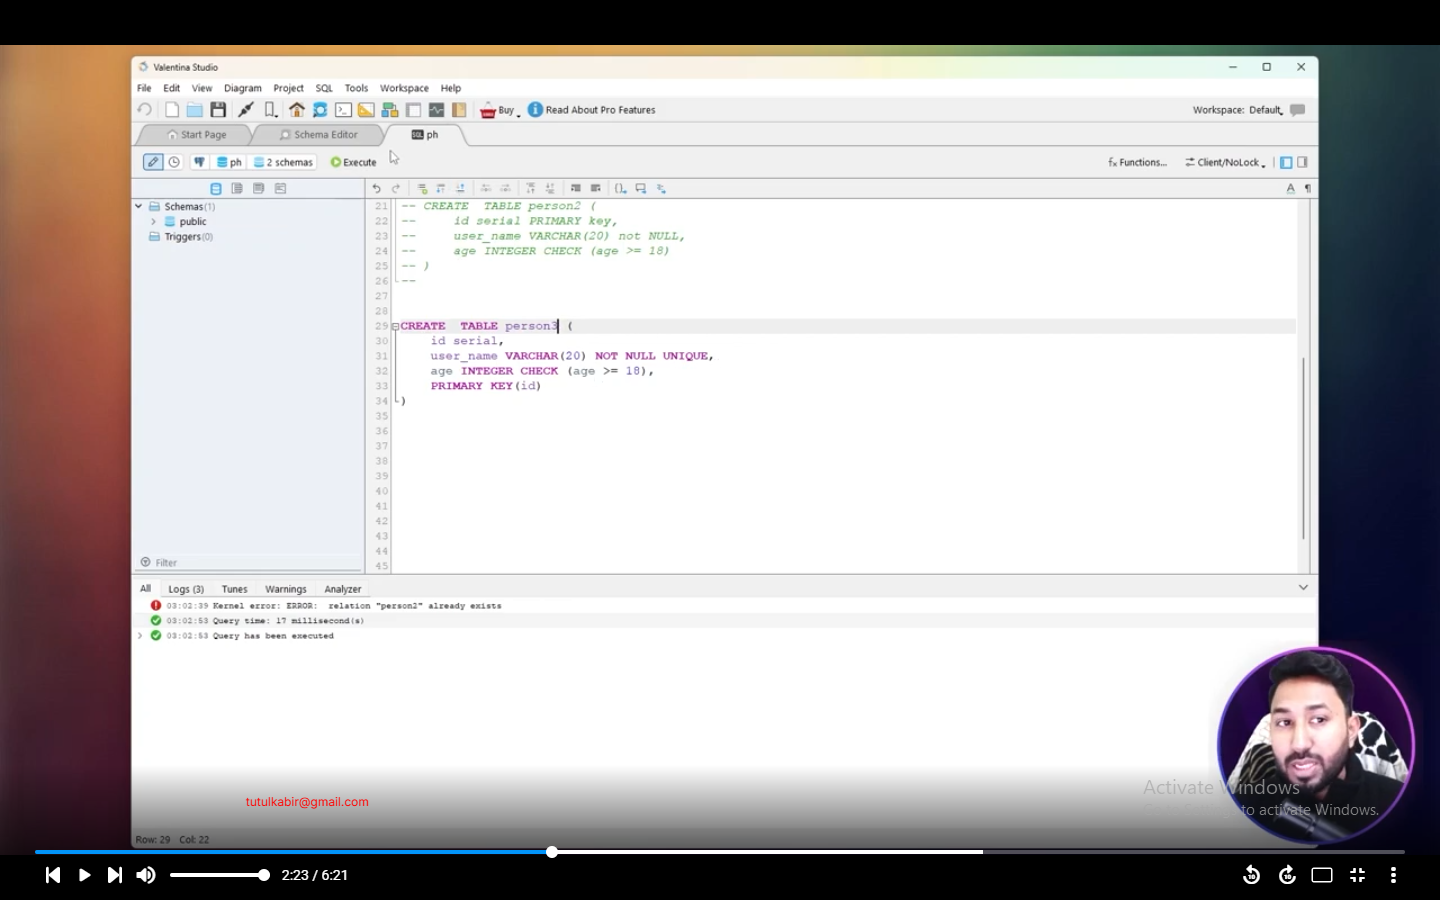 Valentina Studio
File Edit View Diagram Project SQL Tools Workspace Help
Buy Read About Pro Features Workspace: Default
Start Page Schema Editor ph
ph 2 schemas Execute fx Functions... Client/NoLock
Schemas(1)
public
Triggers(0)
Filter
21 -- CREATE  TABLE person2 (
22 --     id serial PRIMARY key,
23 --     user_name VARCHAR(20) not NULL,
24 --     age INTEGER CHECK (age >= 18)
25 -- )
26 --
27
28
29 CREATE  TABLE person3 (
30     id serial,
31     user_name VARCHAR(20) NOT NULL UNIQUE,
32     age INTEGER CHECK (age >= 18),
33     PRIMARY KEY(id)
34 )
35
36
37
38
39
40
41
42
43
44
45
All Logs (3) Tunes Warnings Analyzer
03:02:39 Kernel error: ERROR:  relation "person2" already exists
03:02:53 Query time: 17 millisecond(s)
03:02:53 Query has been executed
Activate Windows
to activate Windows.
tutulkabir@gmail.com
Row: 29 Col: 22
2:23 / 6:21